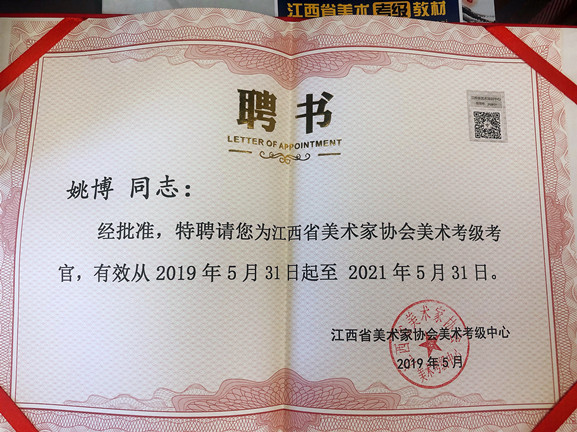 江西省美术考级教材
聘书
LETTER OF APPOINTMENT
姚博 同志：
经批准，特聘请您为江西省美术家协会美术考级考
官，有效从 2019 年 5 月 31 日起至 2021 年 5 月 31 日。
江西省美术家协会美术考级中心
2019 年 5 月